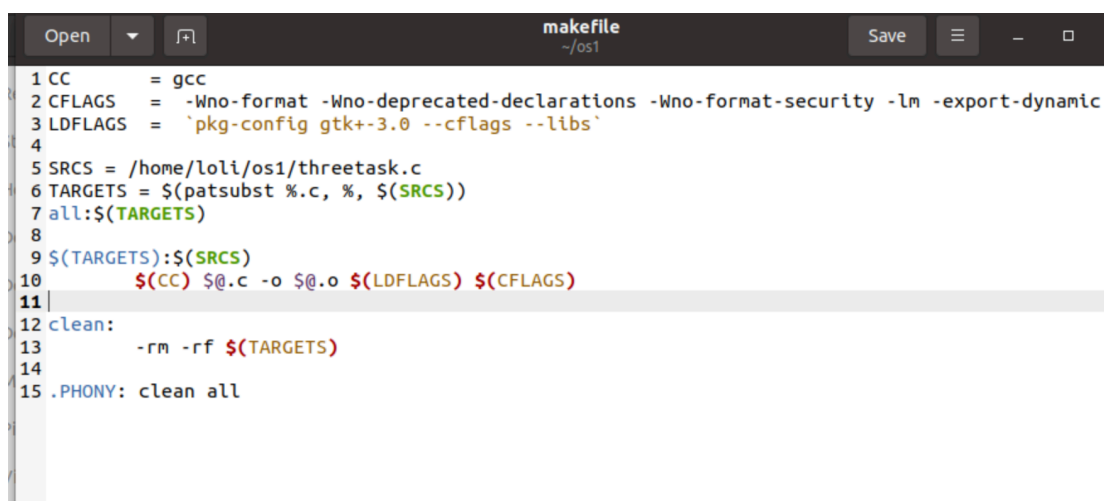 Open
makefile
~/os1
Save
1 CC = gcc
2 CFLAGS = -Wno-format -Wno-deprecated-declarations -Wno-format-security -lm -export-dynamic
3 LDFLAGS = `pkg-config gtk+-3.0 --cflags --libs`
4
5 SRCS = /home/loli/os1/threetask.c
6 TARGETS = $(patsubst %.c, %, $(SRCS))
7 all:$(TARGETS)
8
9 $(TARGETS):$(SRCS)
10 $(CC) $@.c -o $@.o $(LDFLAGS) $(CFLAGS)
11
12 clean:
13 -rm -rf $(TARGETS)
14
15 .PHONY: clean all